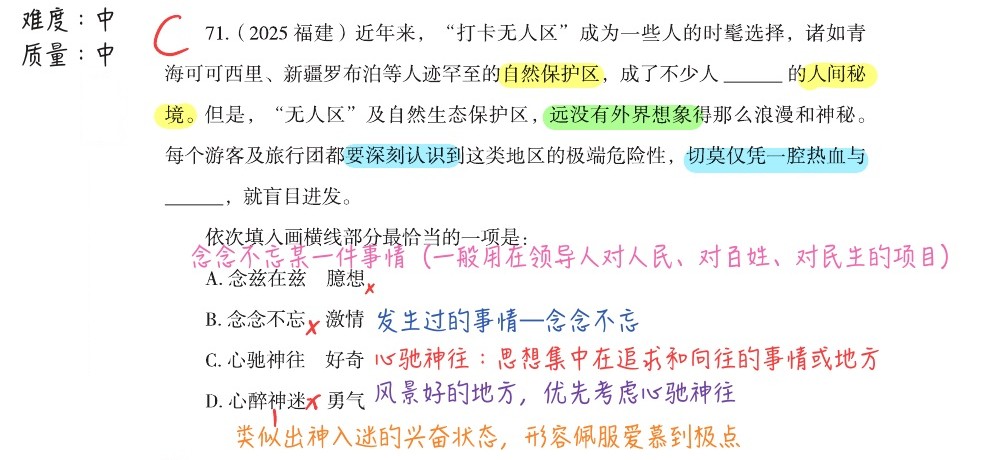 难度：中
质量：中
C
71.（2025 福建）近年来，“打卡无人区”成为一些人的时髦选择，诸如青
海可可西里、新疆罗布泊等人迹罕至的自然保护区，成了不少人______的人间秘
境。但是，“无人区”及自然生态保护区，远没有外界想象得那么浪漫和神秘。
每个游客及旅行团都要深刻认识到这类地区的极端危险性，切莫仅凭一腔热血与
______，就盲目进发。
依次填入画横线部分最恰当的一项是：
念念不忘某一件事情（一般用在领导人对人民、对百姓、对民生的项目）
A. 念兹在兹 臆想
B. 念念不忘 激情 发生过的事情—念念不忘
C. 心驰神往 好奇 心驰神往：思想集中在追求和向往的事情或地方
D. 心醉神迷 勇气 风景好的地方，优先考虑心驰神往
类似出神入迷的兴奋状态，形容佩服爱慕到极点